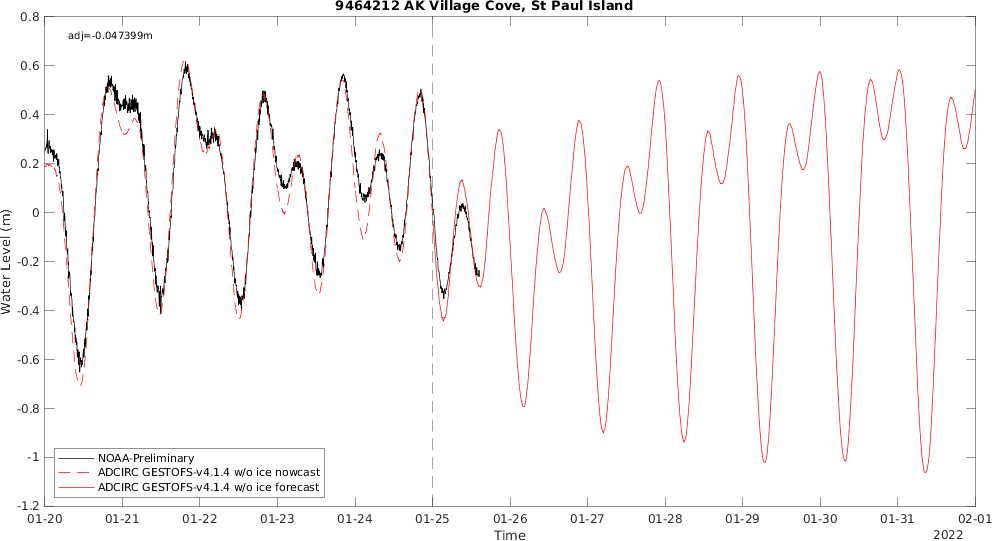 9464212 AK Village Cove, St Paul Island
adj=-0.047399m
0.8
0.6
0.4
0.2
0
-0.2
-0.4
-0.6
-0.8
-1
-1.2
Water Level (m)
NOAA-Preliminary
ADCIRC GESTOFS-v4.1.4 w/o ice nowcast
ADCIRC GESTOFS-v4.1.4 w/o ice forecast
01-20 01-21 01-22 01-23 01-24 01-25 01-26 01-27 01-28 01-29 01-30 01-31 02-01
Time
2022